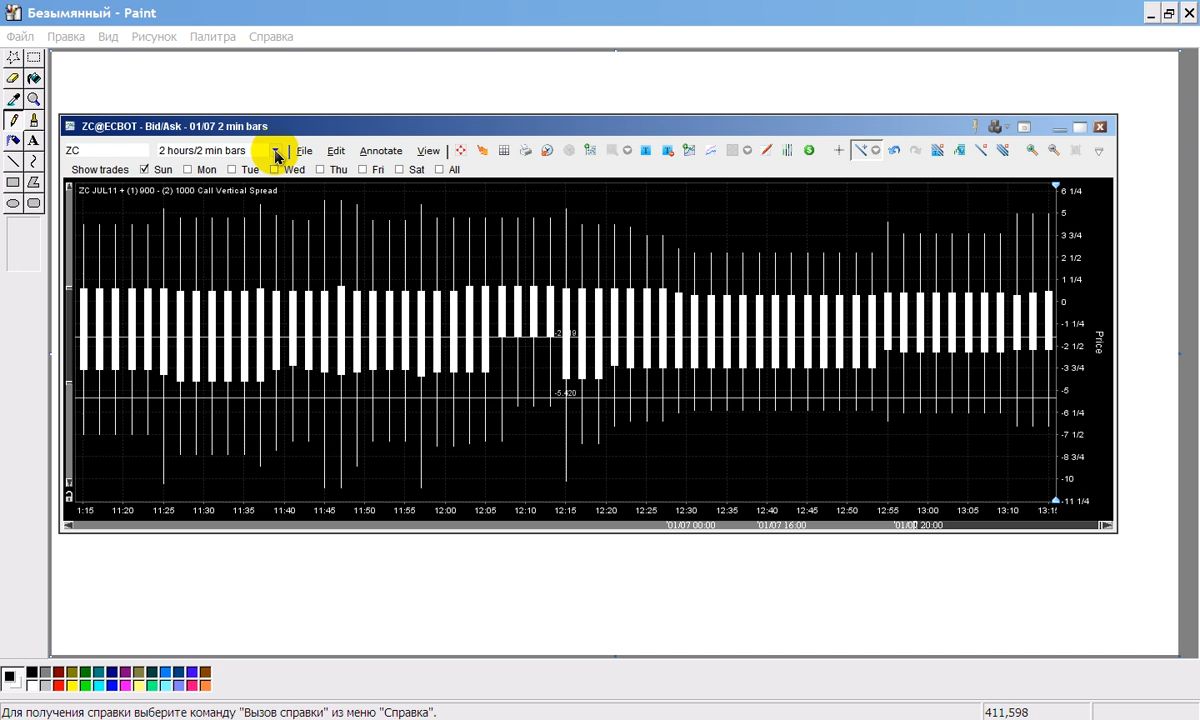 Безымянный - Paint
Файл Правка Вид Рисунок Палитра Справка
ZC@ECBOT - Bid/Ask - 01/07 2 min bars
ZC 2 hours/2 min bars File Edit Annotate View
Show trades Sun Mon Tue Wed Thu Fri Sat All
ZC JUL11 + (1) 900 - (2) 1000 Call Vertical Spread
6 1/4
5
3 3/4
2 1/2
1 1/4
0
-1 1/4
-2 1/2
-3 3/4
-5
-6 1/4
-7 1/2
-8 3/4
-10
-11 1/4
Price
-5.420
11:20 11:25 11:30 11:35 11:40 11:45 11:50 11:55 12:00 12:05 12:10 12:15 12:20 12:25 12:30 12:35 12:40 12:45 12:50 12:55 13:00 13:05 13:10
'01/07 00:00 '01/07 16:00 20:00
Для получения справки выберите команду "Вызов справки" из меню "Справка".
411,598